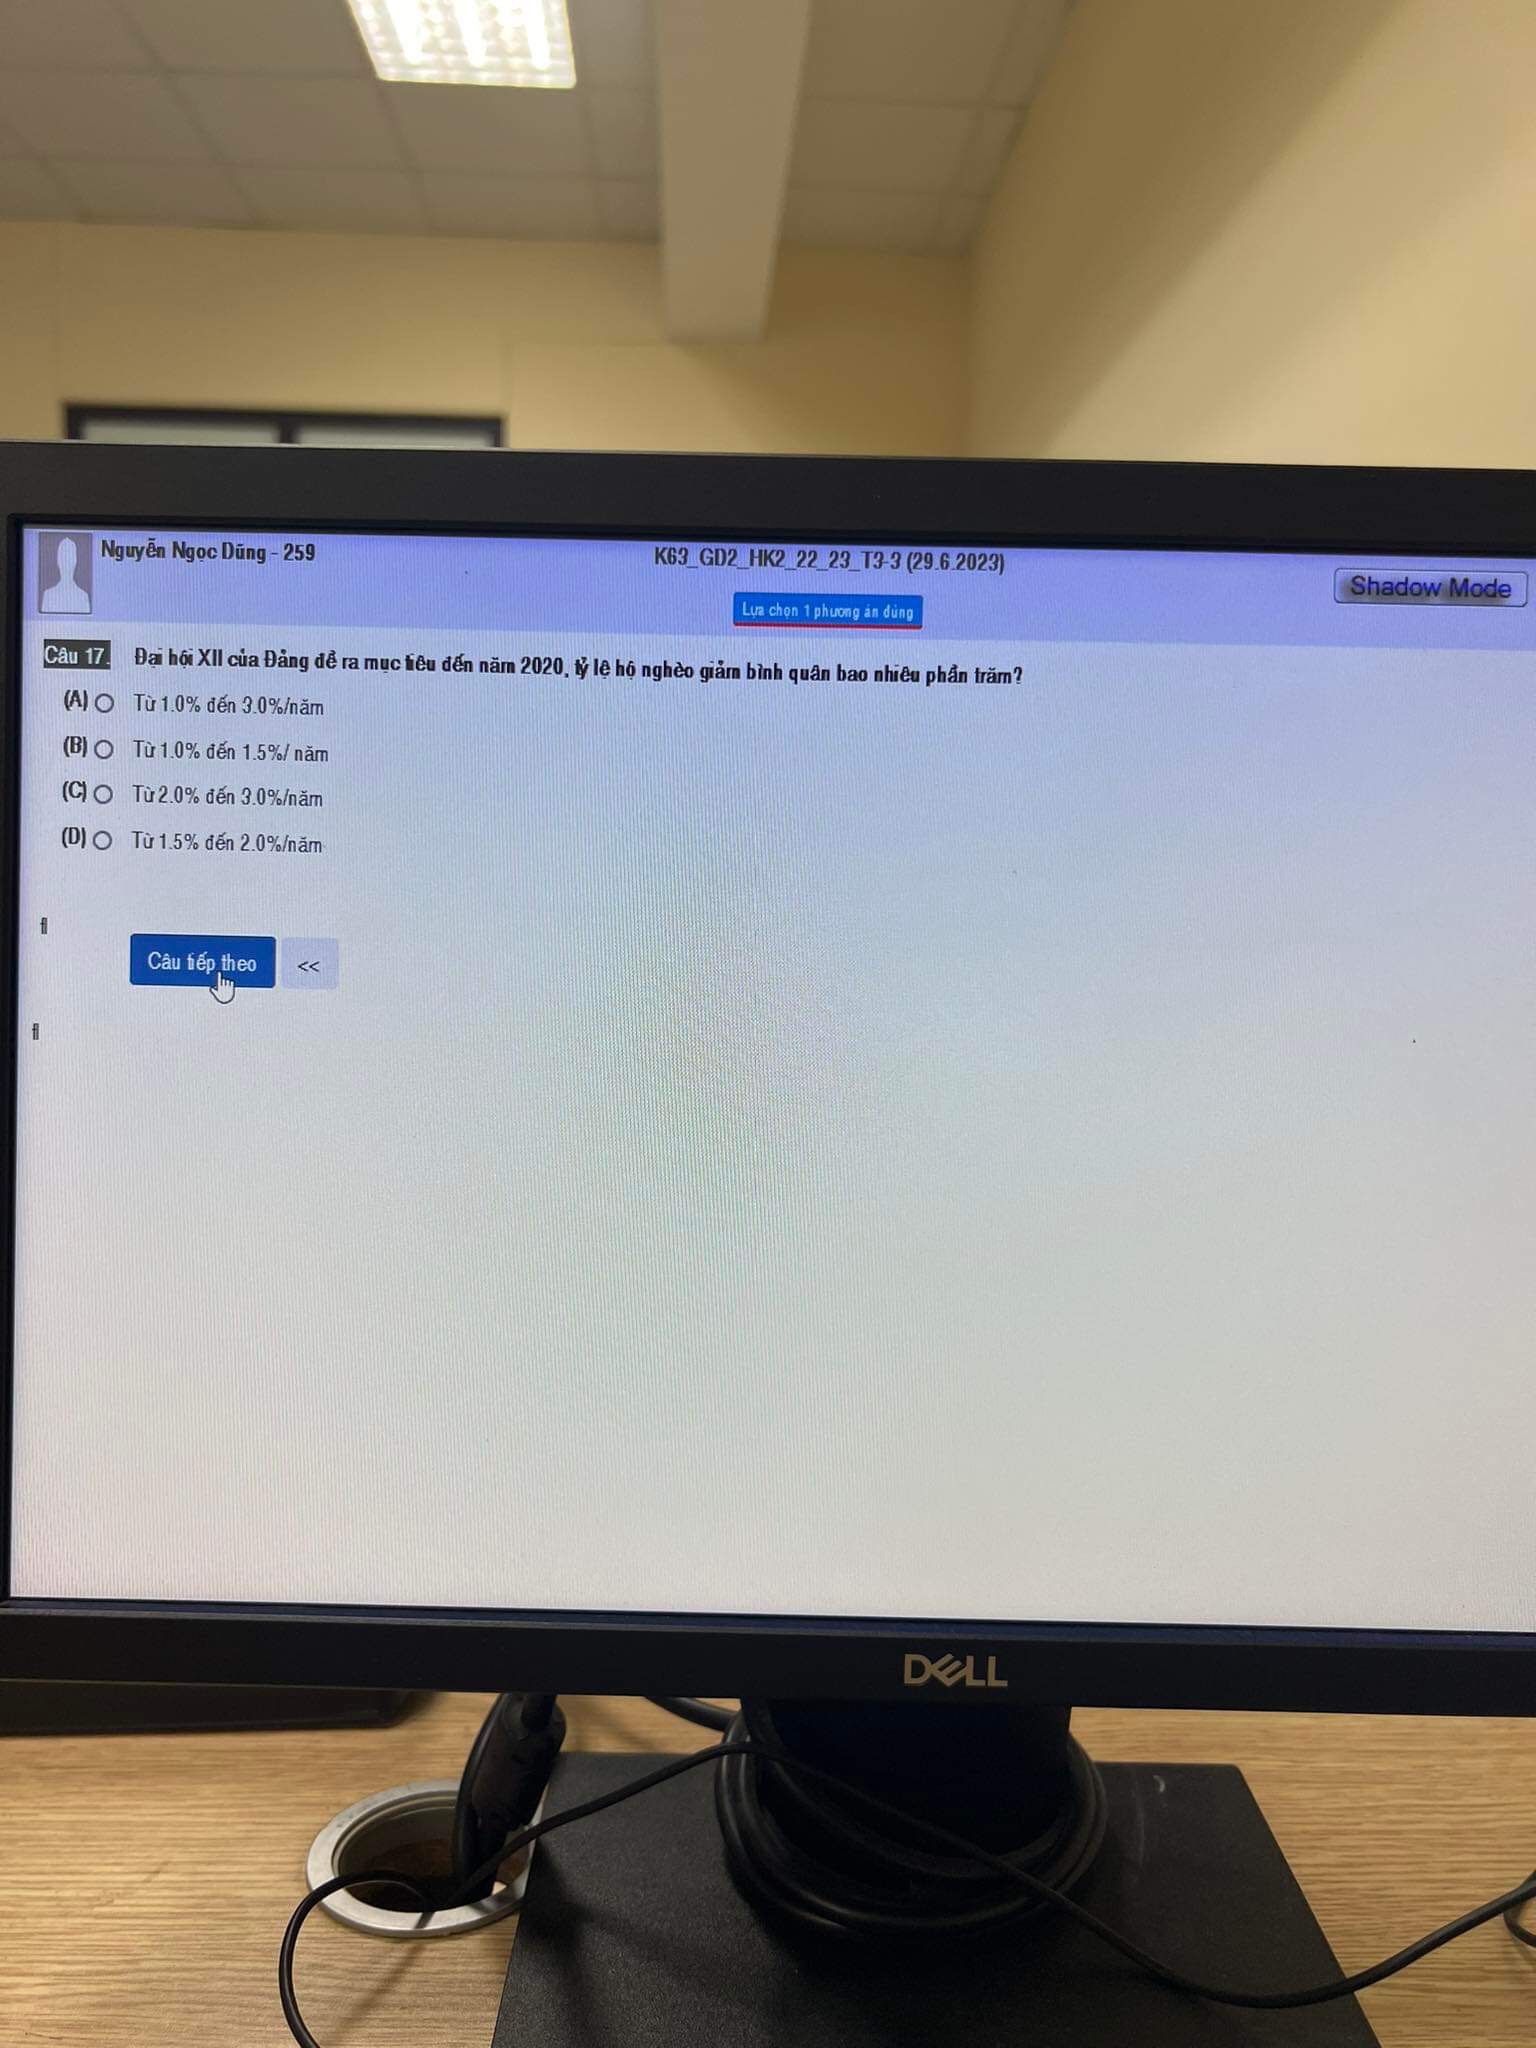 Nguyễn Ngọc Dũng - 259
K63_GD2_HK2_22_23_T3-3 (29.6.2023)
Shadow Mode
Lựa chọn 1 phương án đúng
Câu 17. Đại hội XII của Đảng đề ra mục tiêu đến năm 2020, tỷ lệ hộ nghèo giảm bình quân bao nhiêu phần trăm?
(A) Từ 1.0% đến 3.0%/năm
(B) Từ 1.0% đến 1.5%/ năm
(C) Từ 2.0% đến 3.0%/năm
(D) Từ 1.5% đến 2.0%/năm
Câu tiếp theo <<
DELL